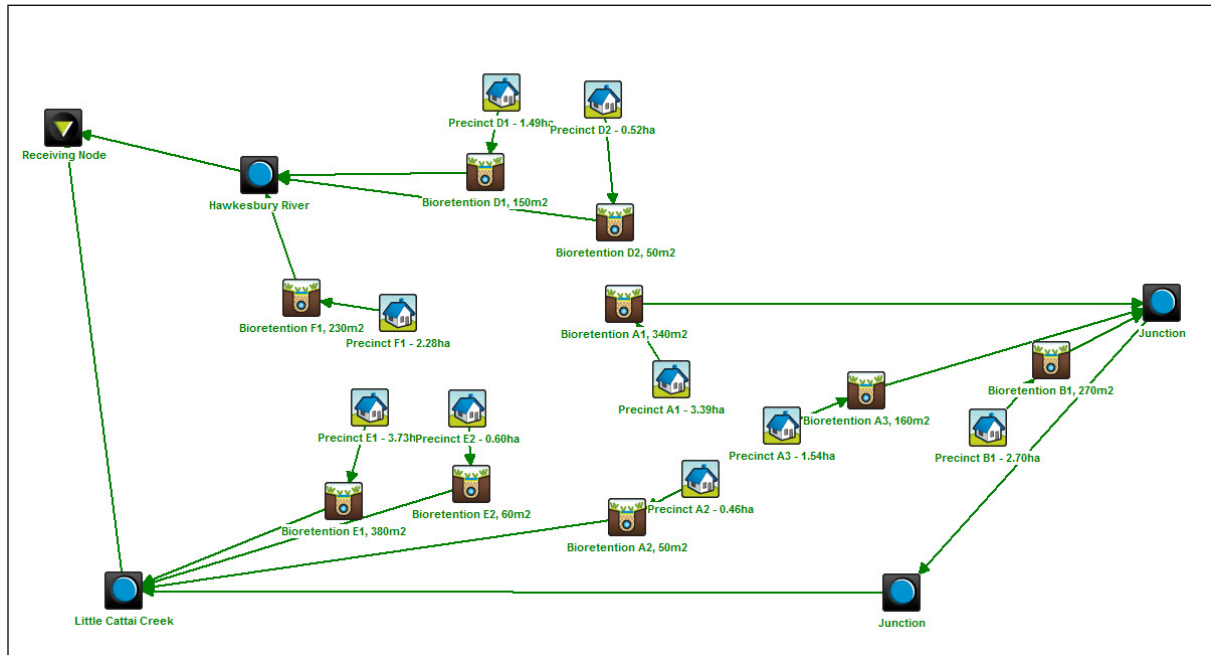 Precinct D1 - 1.49ha
Precinct D2 - 0.52ha
Receiving Node
Bioretention D1, 150m2
Hawkesbury River
Bioretention D2, 50m2
Bioretention F1, 230m2
Bioretention A1, 340m2
Junction
Precinct F1 - 2.28ha
Precinct A1 - 3.39ha
Bioretention B1, 270m2
Bioretention A3, 160m2
Precinct E1 - 3.73h
Precinct E2 - 0.60ha
Precinct A3 - 1.54ha
Precinct B1 - 2.70ha
Precinct A2 - 0.46ha
Bioretention E1, 380m2
Bioretention E2, 60m2
Bioretention A2, 50m2
Little Cattai Creek
Junction